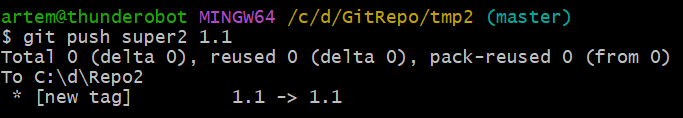 artem@thunderobot MINGW64 /c/d/GitRepo/tmp2 (master)
$ git push super2 1.1
Total 0 (delta 0), reused 0 (delta 0), pack-reused 0 (from 0)
To C:\d\Repo2
 * [new tag]         1.1 -> 1.1